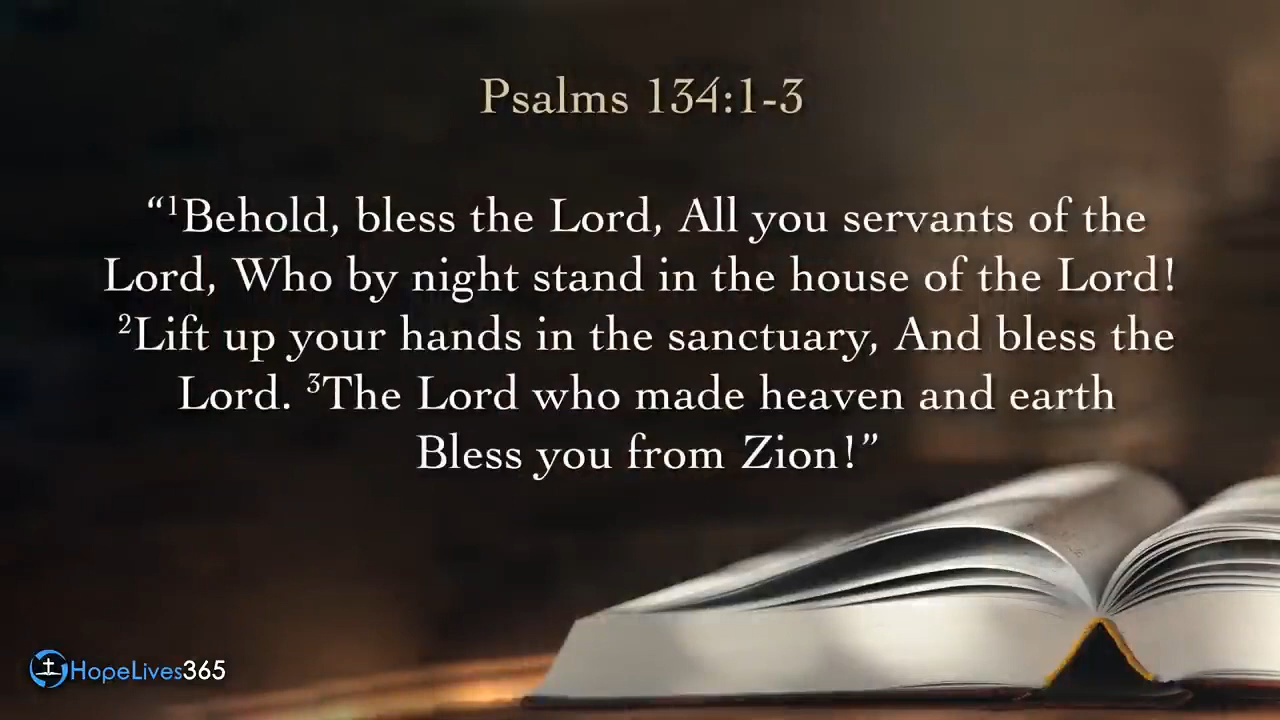 Psalms 134:1-3
“¹Behold, bless the Lord, All you servants of the
Lord, Who by night stand in the house of the Lord!
²Lift up your hands in the sanctuary, And bless the
Lord. ³The Lord who made heaven and earth
Bless you from Zion!”
HopeLives365